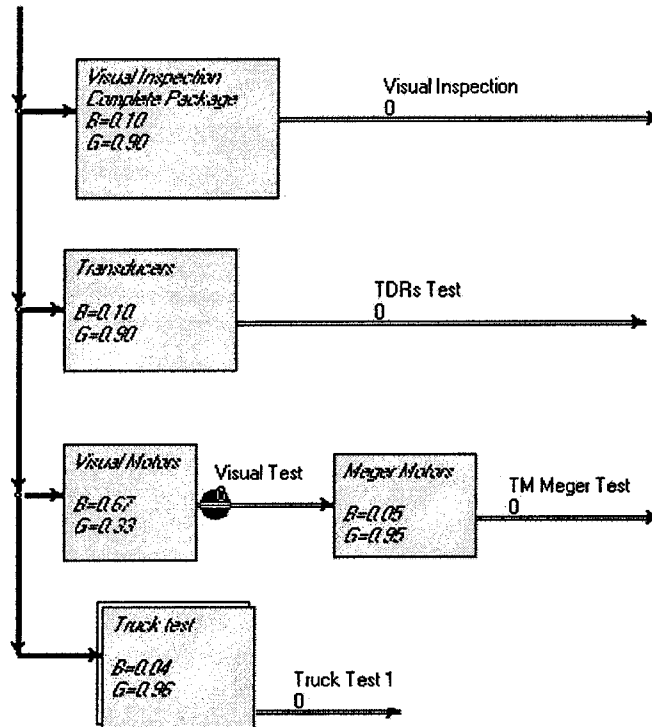 Visual Inspection
Complete Package
B=0.10
G=0.90
Visual Inspection
0
Transducers
B=0.10
G=0.90
TDRs Test
0
Visual Motors
B=0.67
G=0.33
Visual Test
Meger Motors
B=0.05
G=0.95
TM Meger Test
0
Truck test
B=0.04
G=0.96
Truck Test 1
0